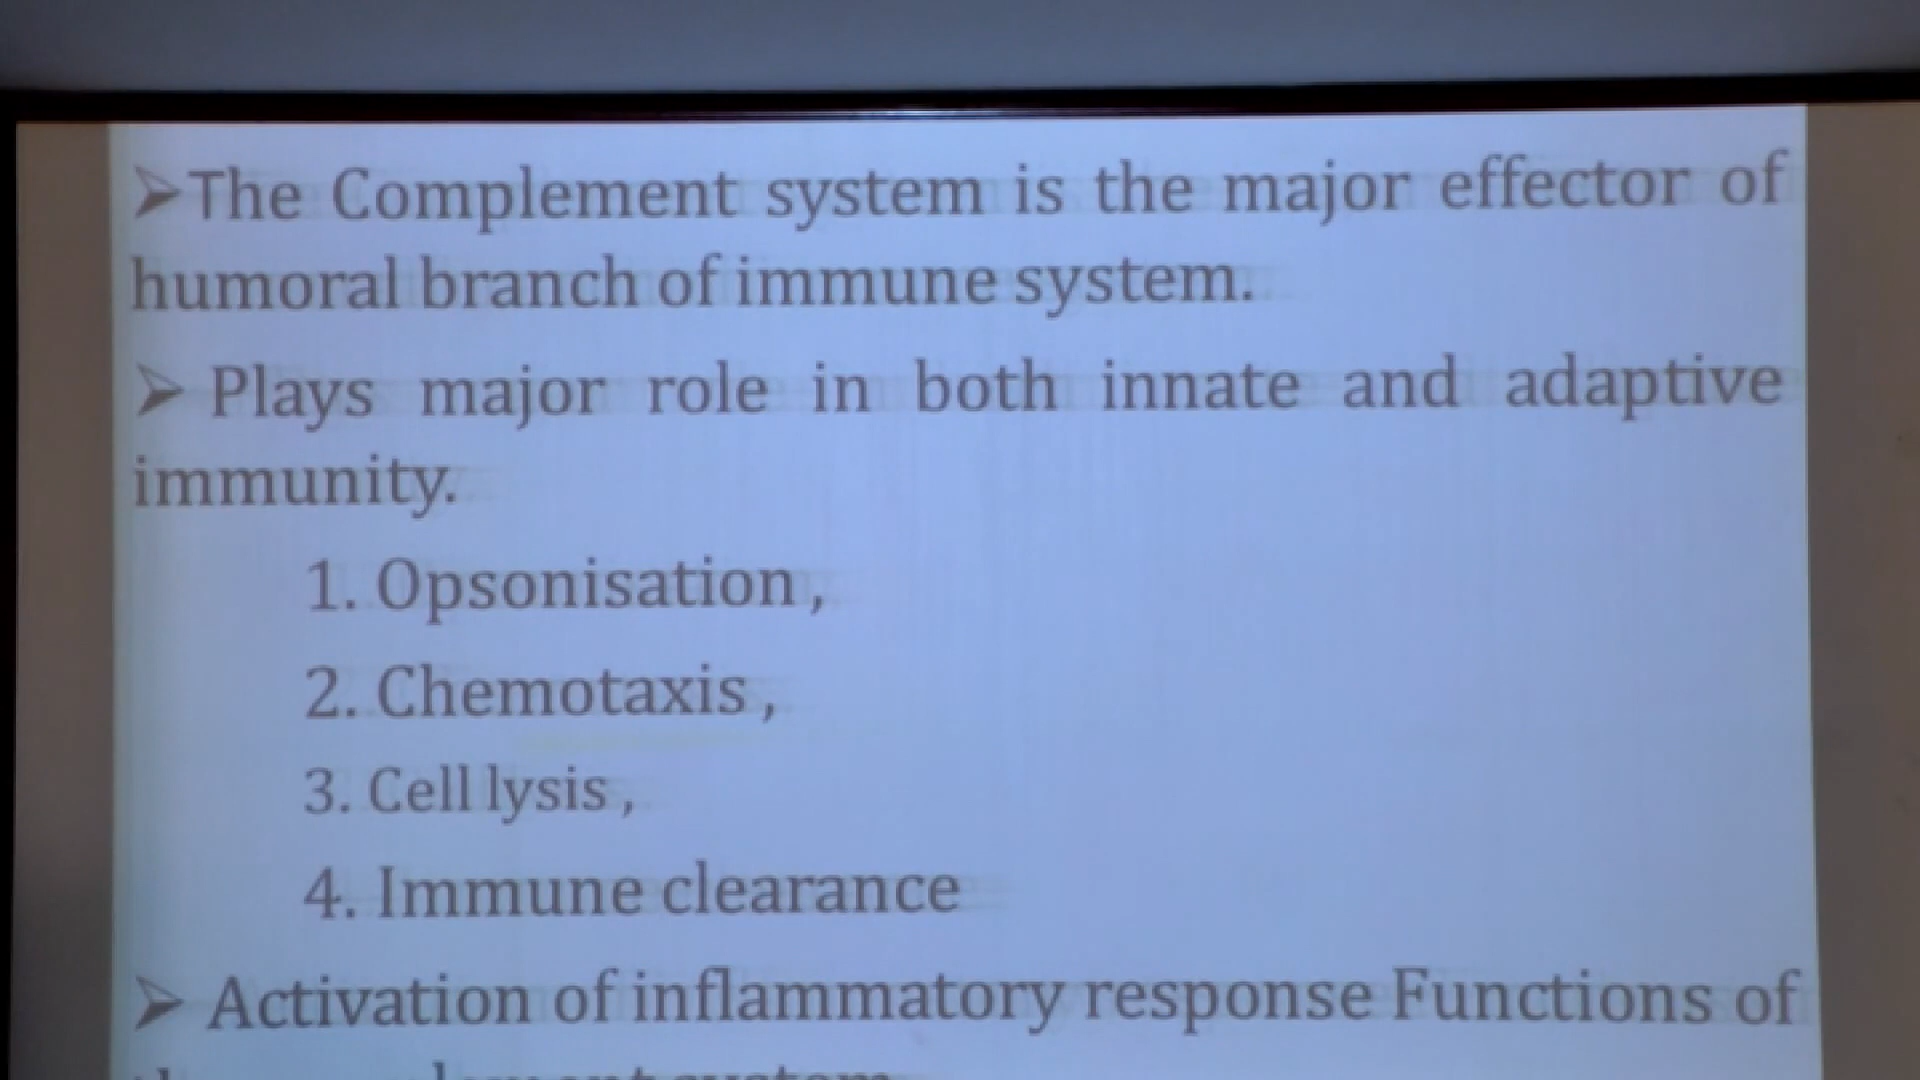 ➢The Complement system is the major effector of
humoral branch of immune system.
➢ Plays major role in both innate and adaptive
immunity.
1. Opsonisation,
2. Chemotaxis,
3. Cell lysis,
4. Immune clearance
➢ Activation of inflammatory response Functions of
system